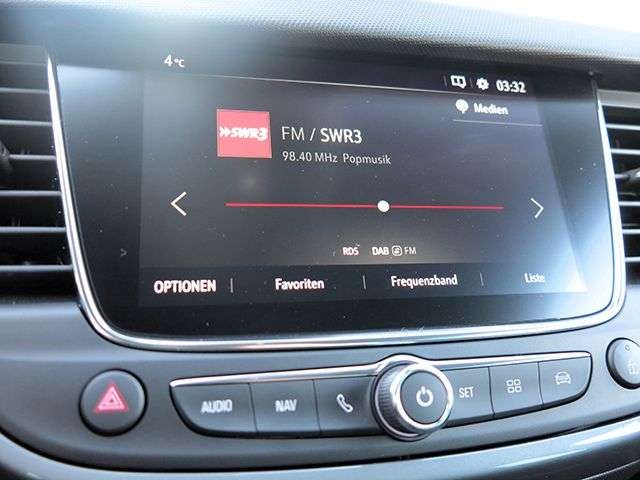 4 °C
03:32
Medien
SWR3
FM / SWR3
98.40 MHz Popmusik
RDS DAB FM
OPTIONEN Favoriten Frequenzband Liste
AUDIO NAV SET